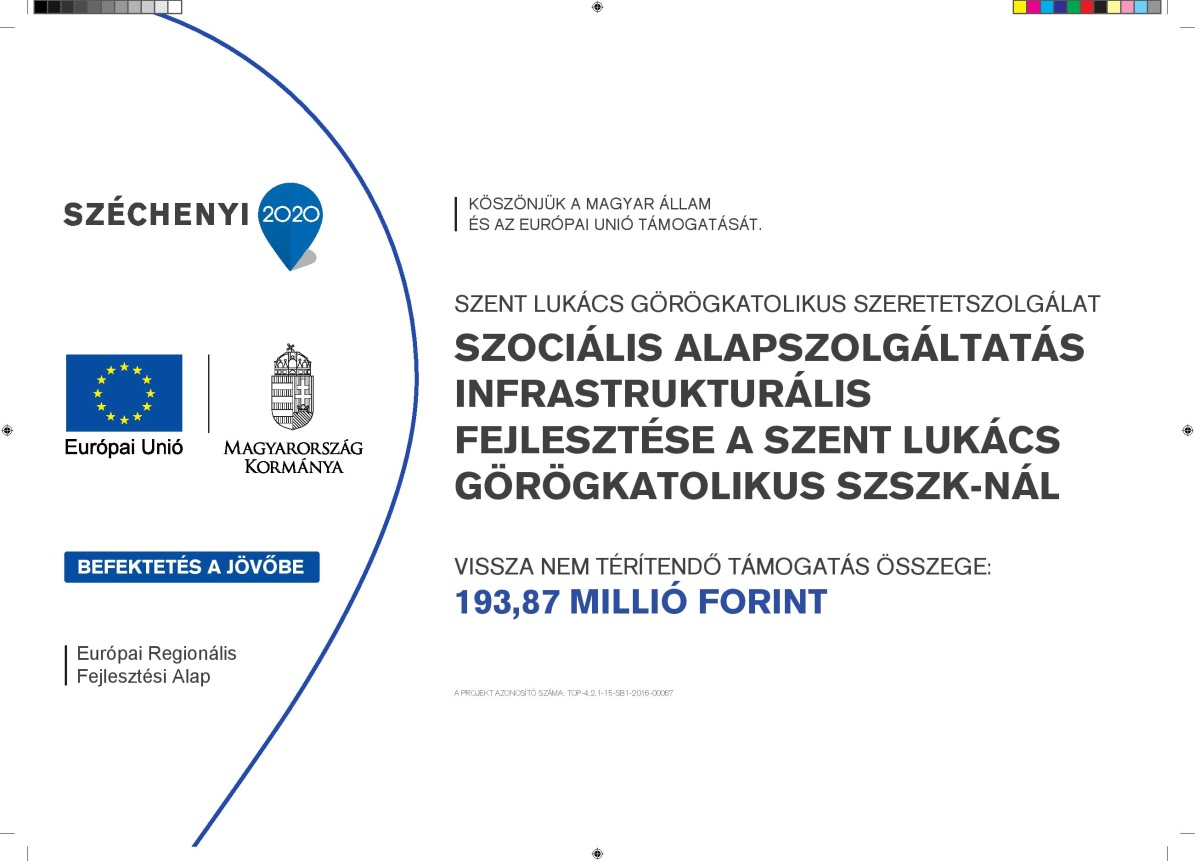 SZÉCHENYI 2020
Európai Unió
MAGYARORSZÁG
KORMÁNYA
BEFEKTETÉS A JÖVŐBE
Európai Regionális
Fejlesztési Alap
KÖSZÖNJÜK A MAGYAR ÁLLAM
ÉS AZ EURÓPAI UNIÓ TÁMOGATÁSÁT.
SZENT LUKÁCS GÖRÖGKATOLIKUS SZERETETSZOLGÁLAT
SZOCIÁLIS ALAPSZOLGÁLTATÁS
INFRASTRUKTURÁLIS
FEJLESZTÉSE A SZENT LUKÁCS
GÖRÖGKATOLIKUS SZSZK-NÁL
VISSZA NEM TÉRÍTENDŐ TÁMOGATÁS ÖSSZEGE:
193,87 MILLIÓ FORINT
A PROJEKT AZONOSÍTÓ SZÁMA: TOP-4.2.1-15-SB1-2016-00067